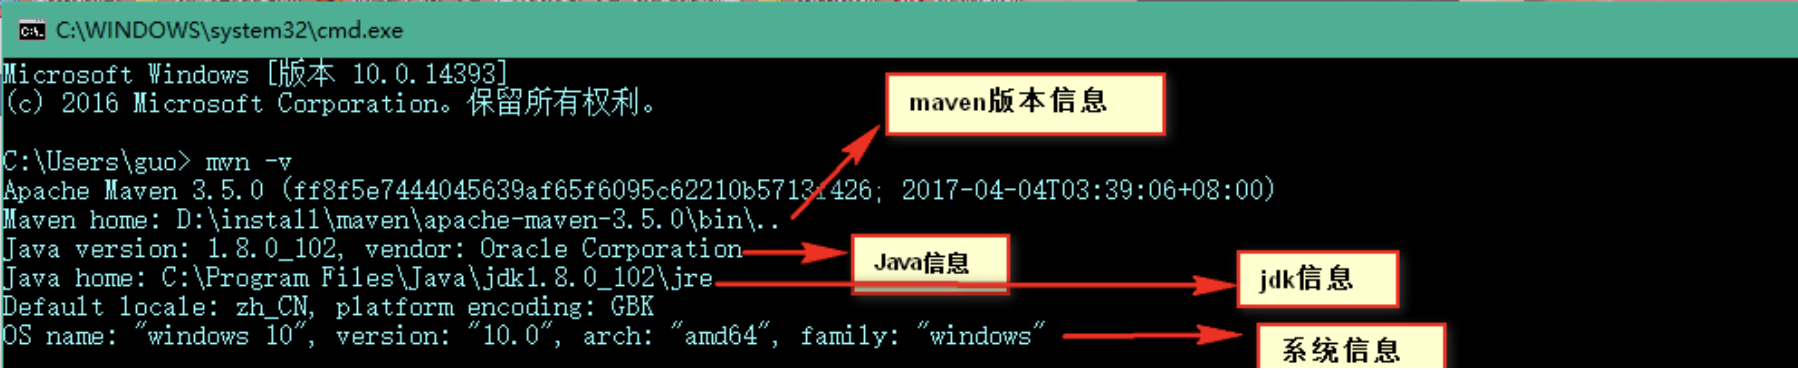 C:\WINDOWS\system32\cmd.exe
Microsoft Windows [版本 10.0.14393]
(c) 2016 Microsoft Corporation。保留所有权利。
maven版本信息
C:\Users\guo> mvn -v
Apache Maven 3.5.0 (ff8f5e7444045639af65f6095c62210b5713f426; 2017-04-04T03:39:06+08:00)
Maven home: D:\install\maven\apache-maven-3.5.0\bin\..
Java version: 1.8.0_102, vendor: Oracle Corporation
Java信息
Java home: C:\Program Files\Java\jdk1.8.0_102\jre
jdk信息
Default locale: zh_CN, platform encoding: GBK
OS name: "windows 10", version: "10.0", arch: "amd64", family: "windows"
系统信息